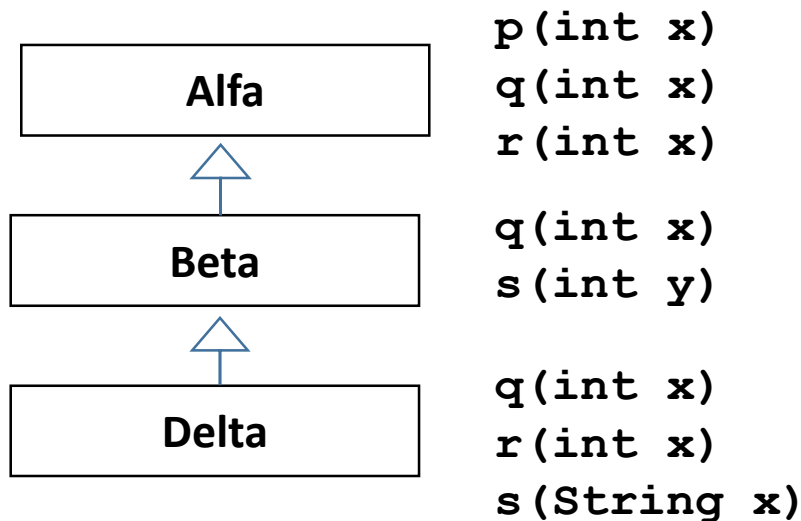 Alfa
p(int x)
q(int x)
r(int x)
Beta
q(int x)
s(int y)
Delta
q(int x)
r(int x)
s(String x)